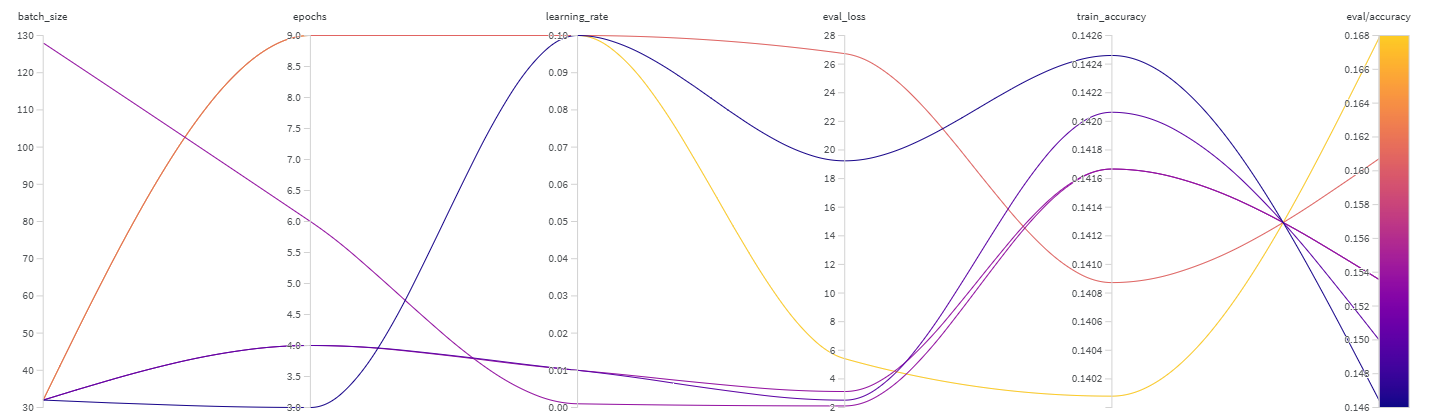 batch_size epochs learning_rate eval_loss train_accuracy eval/accuracy
130 9.0 0.10 28 0.1426 0.168
120 8.5 0.09 26 0.1424 0.166
110 8.0 0.08 24 0.1422 0.164
100 7.5 0.07 22 0.1420 0.162
90 7.0 0.06 20 0.1418 0.160
80 6.5 0.05 18 0.1416 0.158
70 6.0 0.04 16 0.1414 0.156
60 5.5 0.03 14 0.1412 0.154
50 5.0 0.02 12 0.1410 0.152
40 4.5 0.01 10 0.1408 0.150
30 4.0 0.00 8 0.1406 0.148
3.5 6 0.1404 0.146
3.0 4 0.1402
2